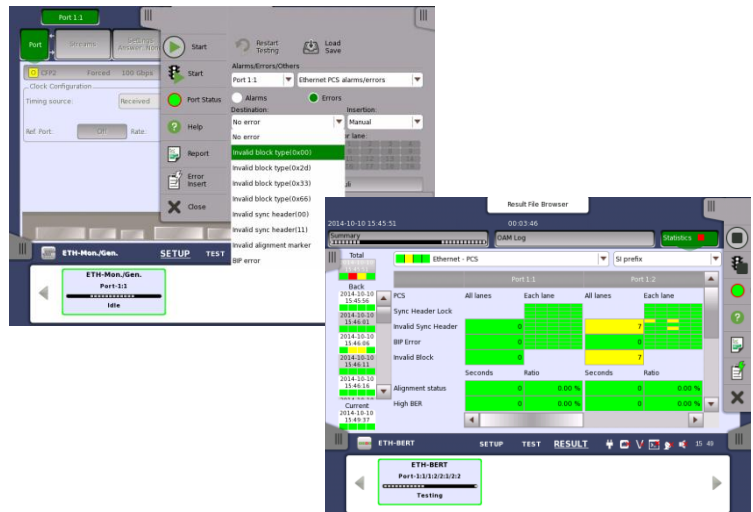 Port 1:1
Port
Streams
Settings
Start
Restart
Testing
Load
Save
CFP2 Forced 100 Gbps
Clock Configuration
Timing source: Received
Ref. Port: Off Rate:
Start
Port Status
Help
Report
Error
Insert
Close
Alarms/Errors/Others
Port 1:1 Ethernet PCS alarms/errors
Alarms Errors
Destination: Insertion:
No error Manual
No error
Invalid block type(0x00)
Invalid block type(0x2d)
Invalid block type(0x33)
Invalid block type(0x66)
Invalid sync header(00)
Invalid sync header(11)
Invalid alignment marker
BIP error
ETH-Mon./Gen. SETUP TEST
ETH-Mon./Gen.
Port-1:1
Idle
Result File Browser
2014-10-10 15:45:51 00:03:46
Summary
OAM Log
Statistics
Total
Ethernet - PCS SI prefix
Port 1:1 Port 1:2
Back
2014-10-10
15:45:56
2014-10-10
15:46:01
2014-10-10
15:46:06
2014-10-10
15:46:11
2014-10-10
15:46:16
Current
2014-10-10
15:49:37
PCS All lanes Each lane All lanes Each lane
Sync Header Lock
Invalid Sync Header 0 7
BIP Error 0 0
Invalid Block 0 7
Seconds Ratio Seconds Ratio
Alignment status 0 0.00 % 0 0.00 %
High BER 0 0.00 % 0 0.00 %
ETH-BERT SETUP TEST RESULT 15 49
ETH-BERT
Port-1:1/1:2/2:1/2:2
Testing